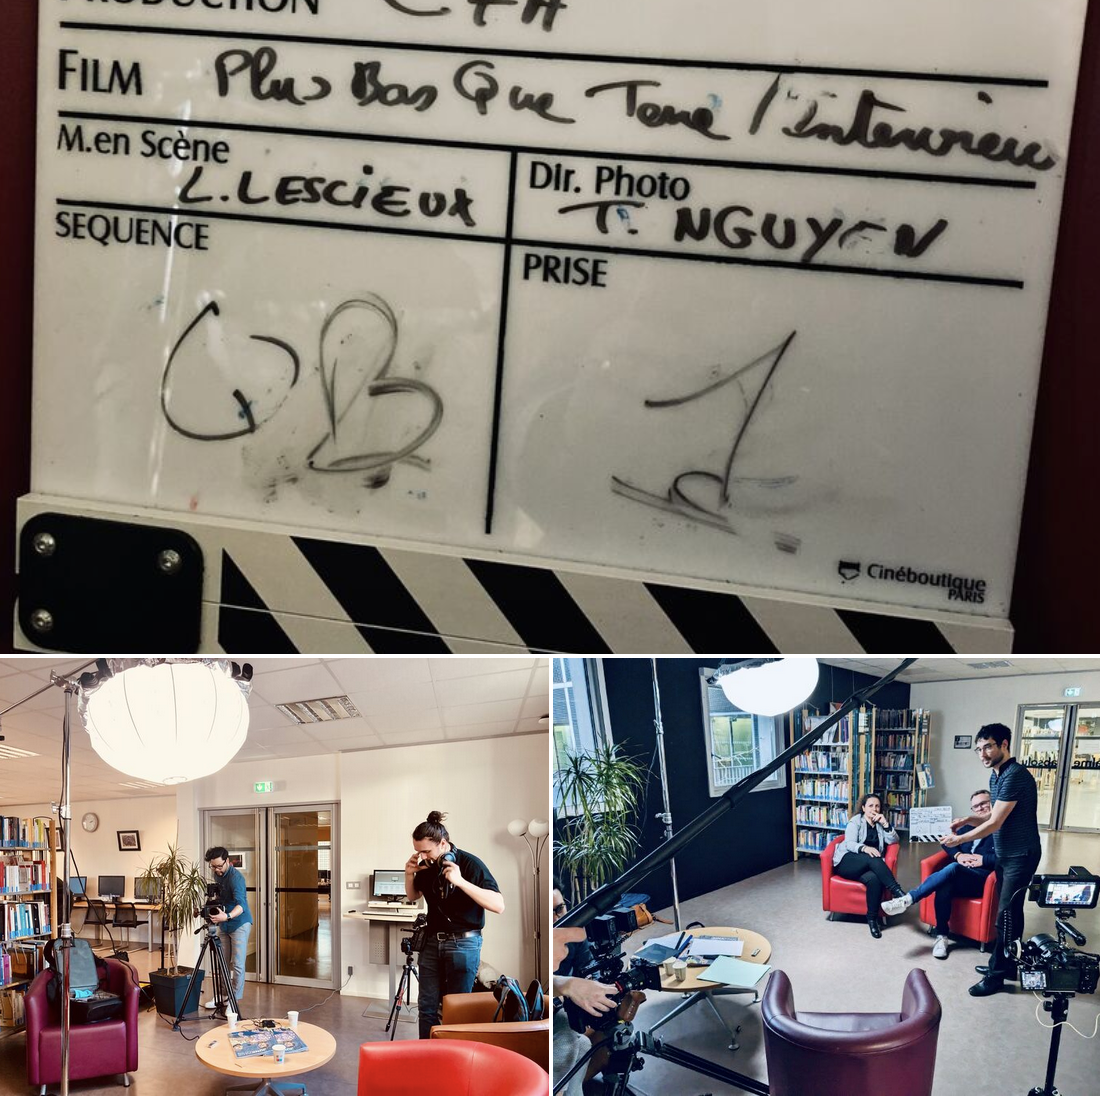 PRODUCTION CFA
FILM Plus Bas Que Terre / Interview
M.en Scène L. LESCIEUX
Dir. Photo T. NGUYEN
SEQUENCE
PRISE
QB 1
Cinéboutique
PARIS